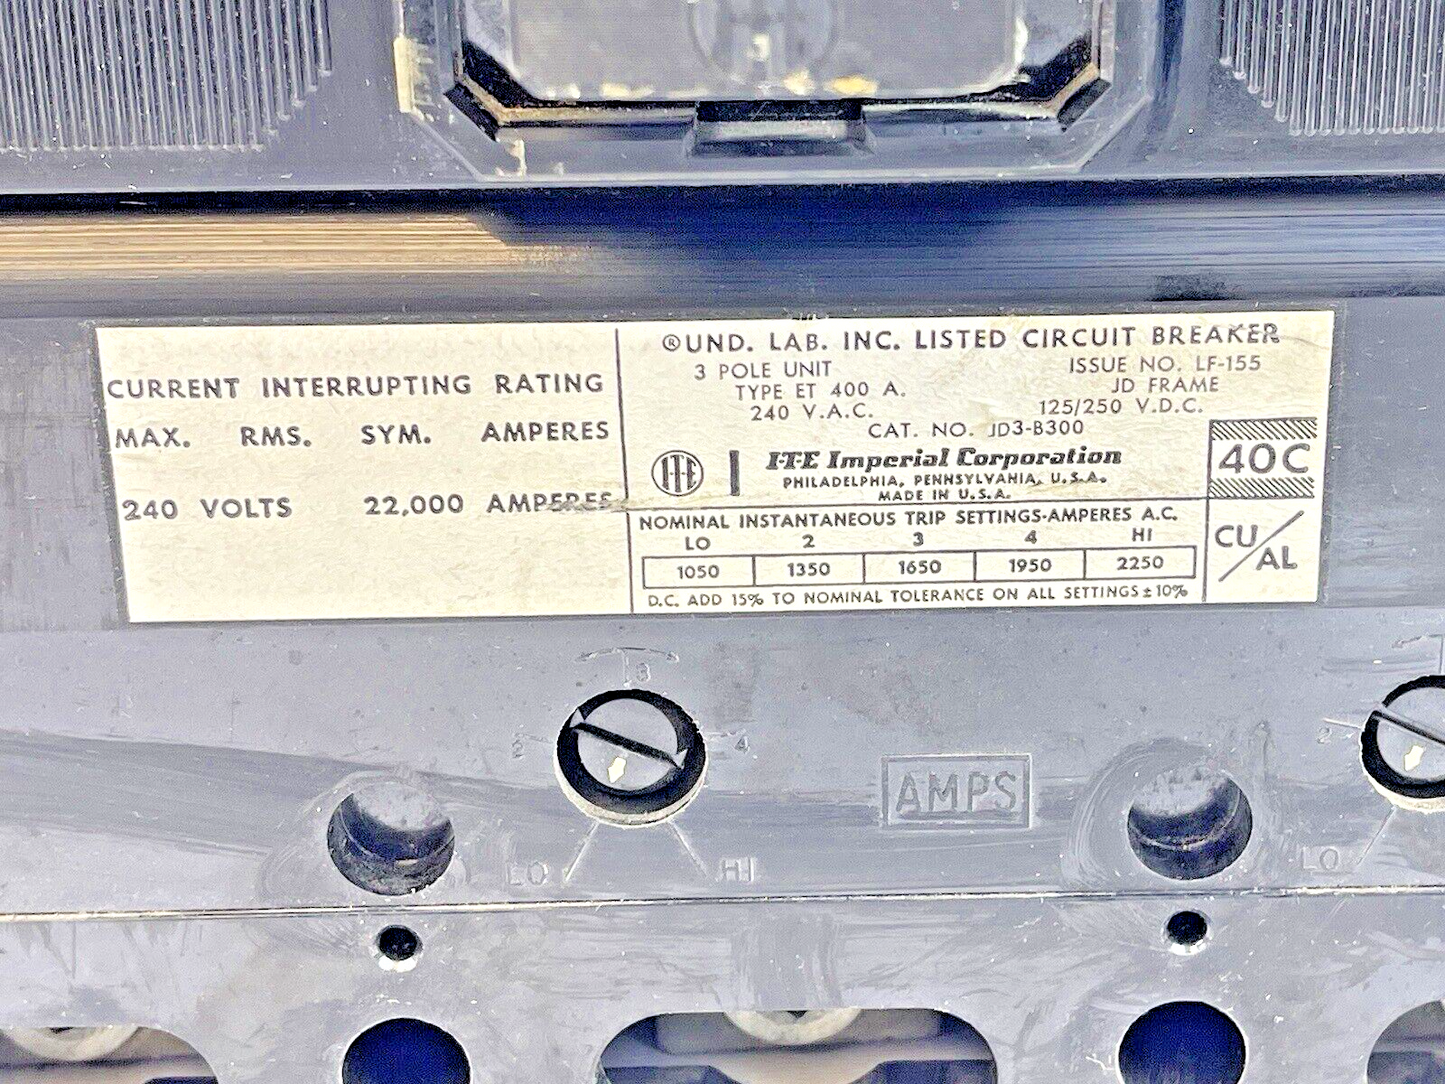 CURRENT INTERRUPTING RATING
MAX. RMS. SYM. AMPERES
240 VOLTS 22,000 AMPERES
®UND. LAB. INC. LISTED CIRCUIT BREAKER
3 POLE UNIT ISSUE NO. LF-155
TYPE ET 400 A. JD FRAME
240 V.A.C. 125/250 V.D.C.
CAT. NO. JD3-B300
ITE I-T-E Imperial Corporation
PHILADELPHIA, PENNSYLVANIA, U.S.A.
MADE IN U.S.A.
40C
NOMINAL INSTANTANEOUS TRIP SETTINGS-AMPERES A.C.
LO 2 3 4 HI
1050 1350 1650 1950 2250
D.C. ADD 15% TO NOMINAL TOLERANCE ON ALL SETTINGS ± 10%
CU/AL
3
2 4
LO HI
AMPS
2
LO